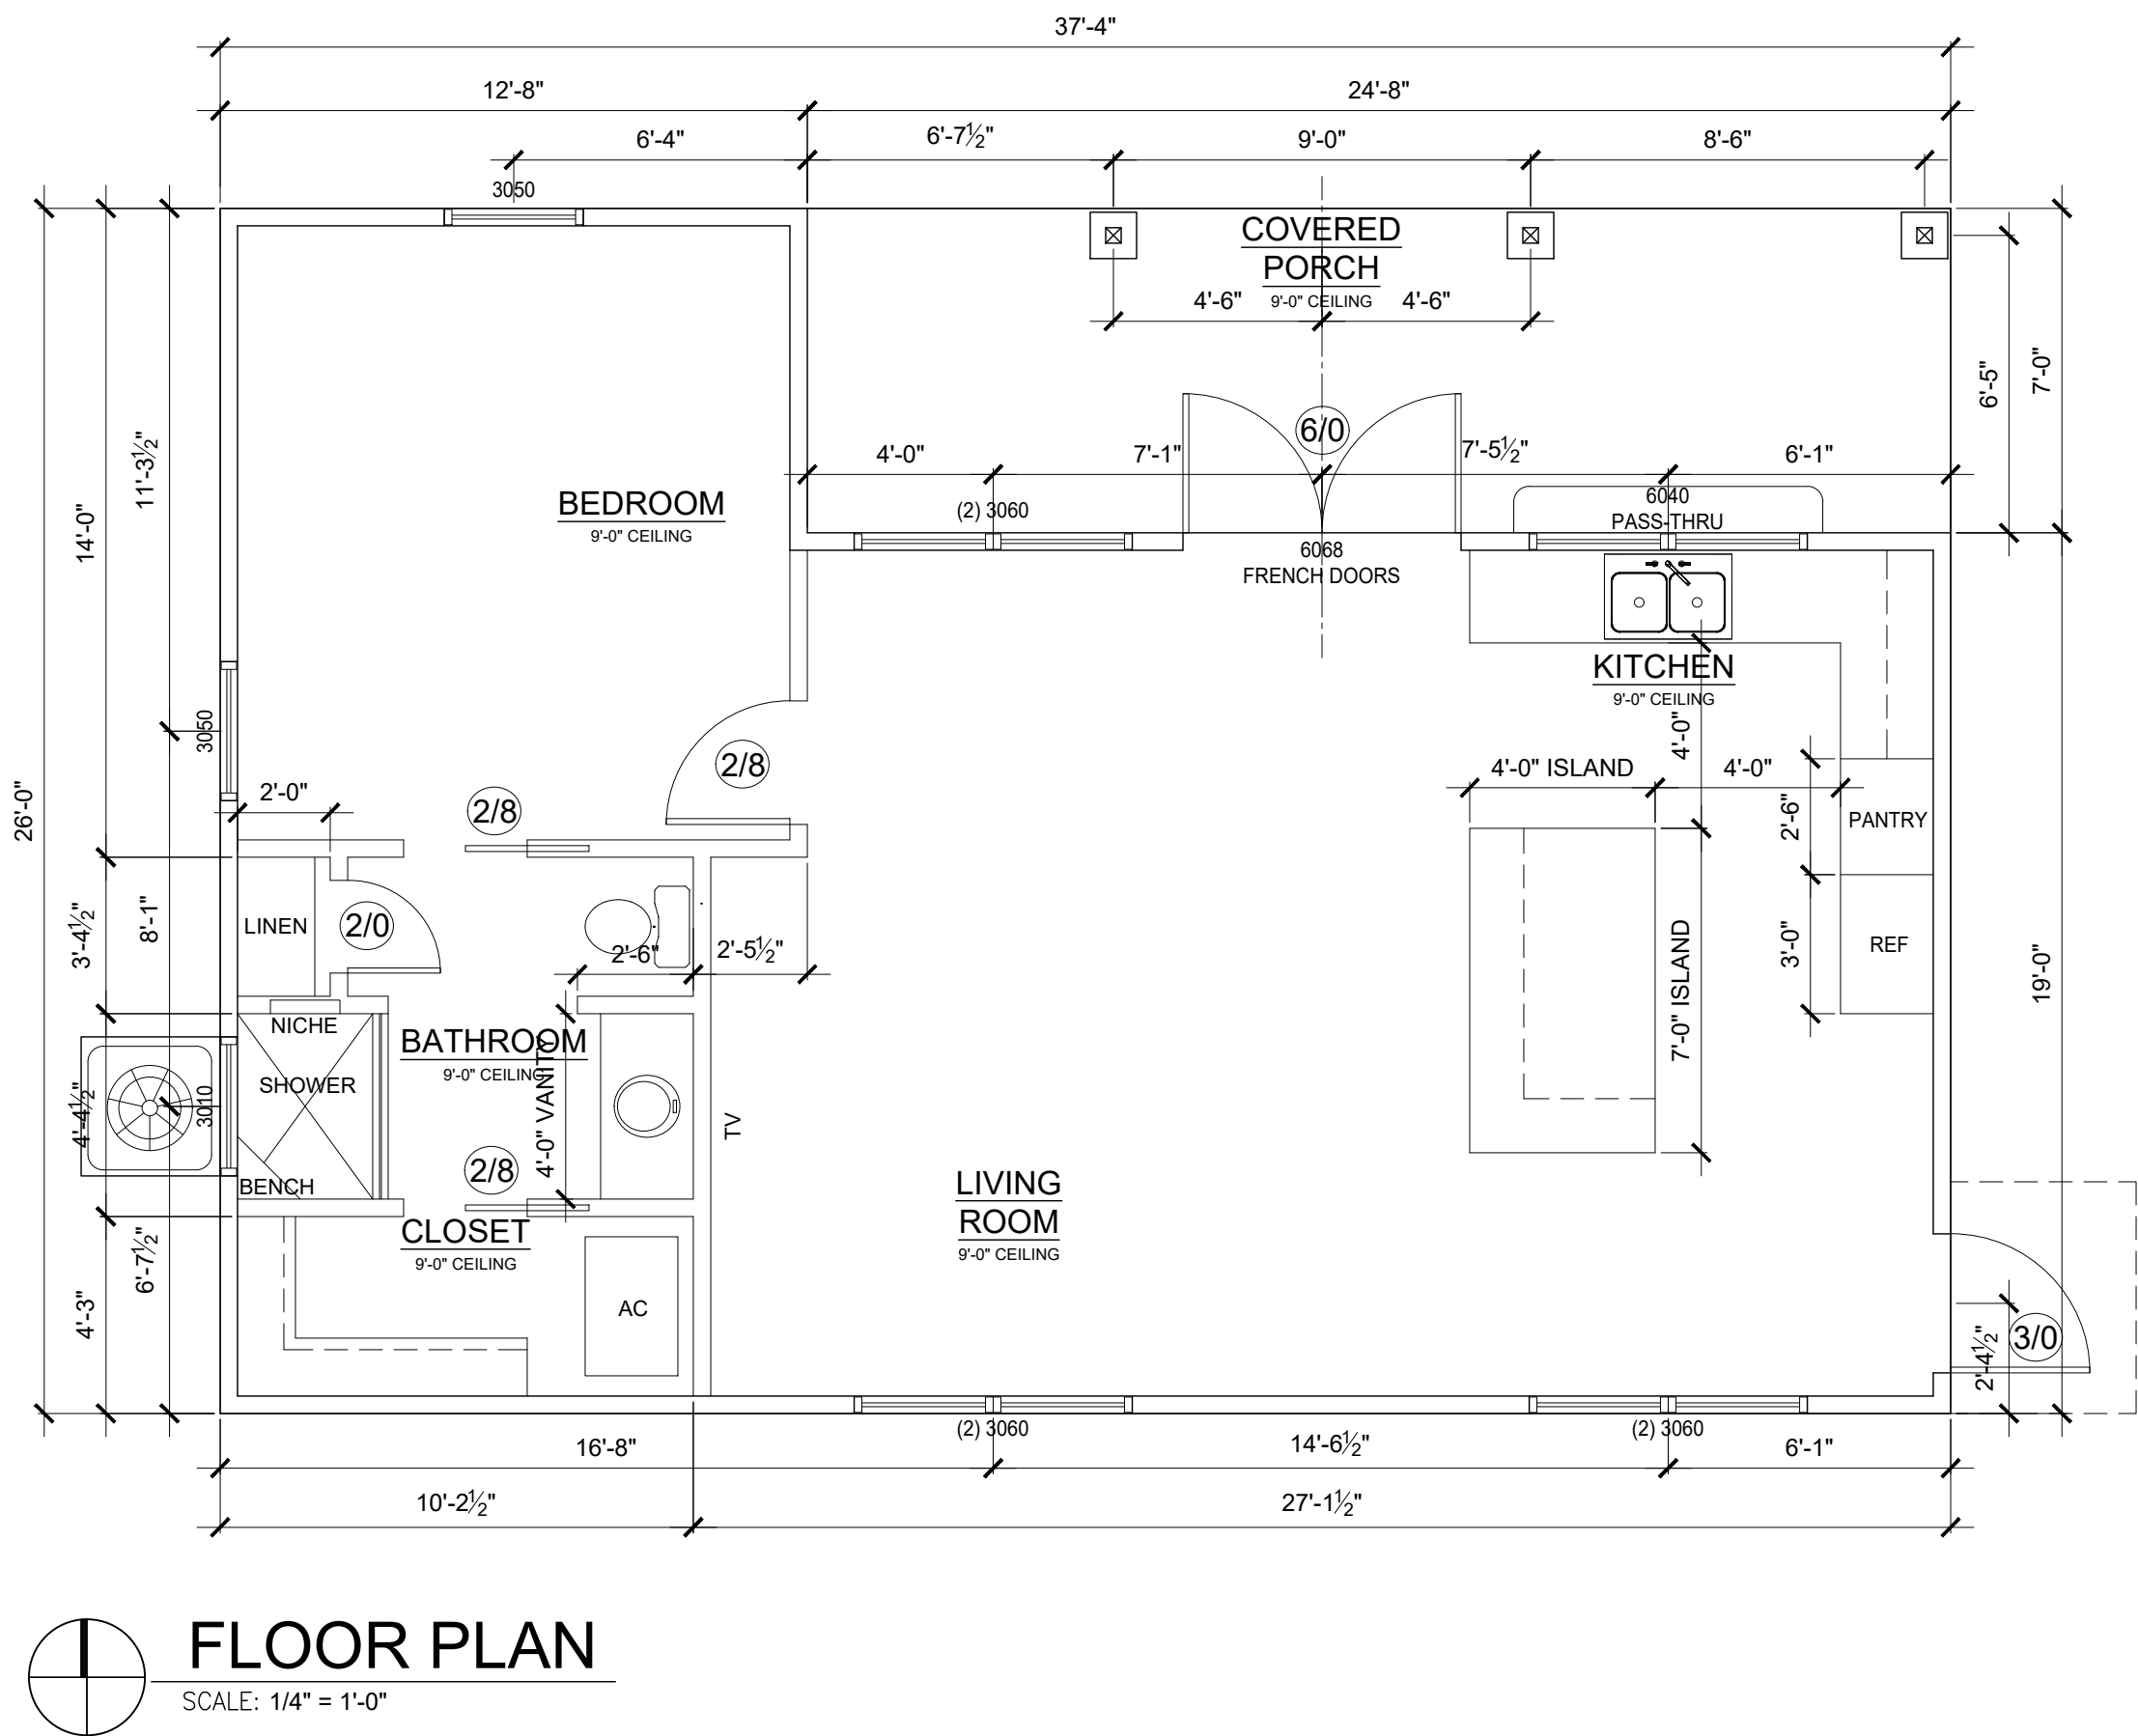 37'-4"
12'-8"
24'-8"
6'-4"
6'-7½"
9'-0"
8'-6"
3050
COVERED
PORCH
9'-0" CEILING
4'-6"
4'-6"
6'-5"
7'-0"
6/0
4'-0"
7'-1"
7'-5½"
6'-1"
(2) 3060
6040
PASS-THRU
6068
FRENCH DOORS
BEDROOM
9'-0" CEILING
11'-3½"
14'-0"
26'-0"
3050
KITCHEN
9'-0" CEILING
4'-0"
2/8
2/8
2'-0"
4'-0" ISLAND
4'-0"
2'-6"
PANTRY
3'-0"
REF
7'-0" ISLAND
19'-0"
LINEN
2/0
2'-6"
2'-5½"
3'-4½"
8'-1"
NICHE
SHOWER
BENCH
BATHROOM
9'-0" CEILING
4'-0" VANITY
TV
4'-4½"
3010
2/8
LIVING
ROOM
9'-0" CEILING
CLOSET
9'-0" CEILING
AC
6'-7½"
4'-3"
2'-4½"
3/0
(2) 3060
(2) 3060
16'-8"
14'-6½"
6'-1"
10'-2½"
27'-1½"
FLOOR PLAN
SCALE: 1/4" = 1'-0"